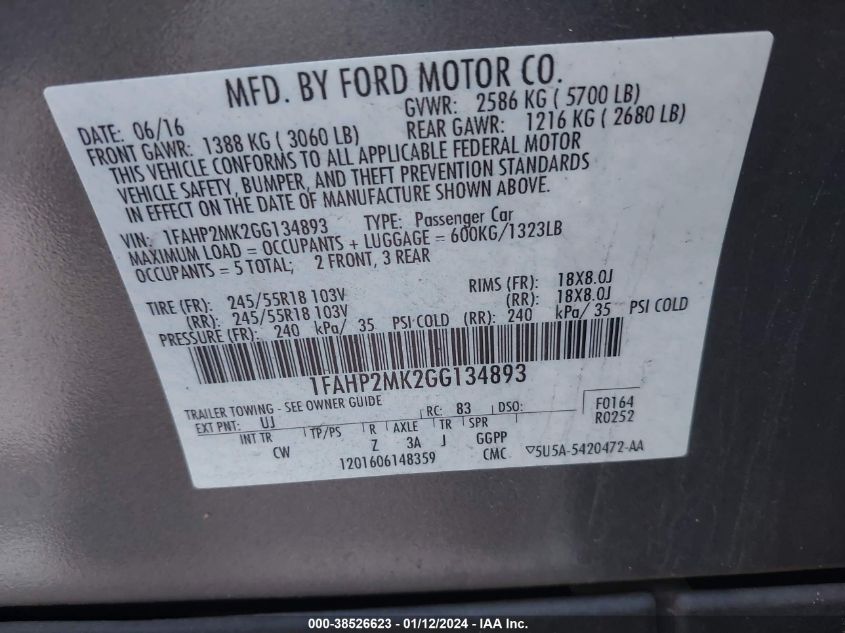 MFD. BY FORD MOTOR CO.
DATE: 06/16 GVWR: 2586 KG ( 5700 LB)
FRONT GAWR: 1388 KG ( 3060 LB) REAR GAWR: 1216 KG ( 2680 LB)
THIS VEHICLE CONFORMS TO ALL APPLICABLE FEDERAL MOTOR
VEHICLE SAFETY, BUMPER, AND THEFT PREVENTION STANDARDS
IN EFFECT ON THE DATE OF MANUFACTURE SHOWN ABOVE.
VIN: 1FAHP2MK2GG134893 TYPE: Passenger Car
MAXIMUM LOAD = OCCUPANTS + LUGGAGE = 600KG/1323LB
OCCUPANTS = 5 TOTAL; 2 FRONT, 3 REAR
TIRE (FR): 245/55R18 103V RIMS (FR): 18X8.0J
(RR): 245/55R18 103V (RR): 18X8.0J
PRESSURE (FR): 240 kPa/ 35 PSI COLD (RR): 240 kPa/ 35 PSI COLD
1FAHP2MK2GG134893
TRAILER TOWING - SEE OWNER GUIDE
EXT PNT: UJ RC: 83 DSO: F0164
R0252
INT TR TP/PS R AXLE TR SPR
CW Z 3A J GGPP
1201606148359 CMC ▽5U5A-5420472-AA
000-38526623 - 01/12/2024 - IAA Inc.